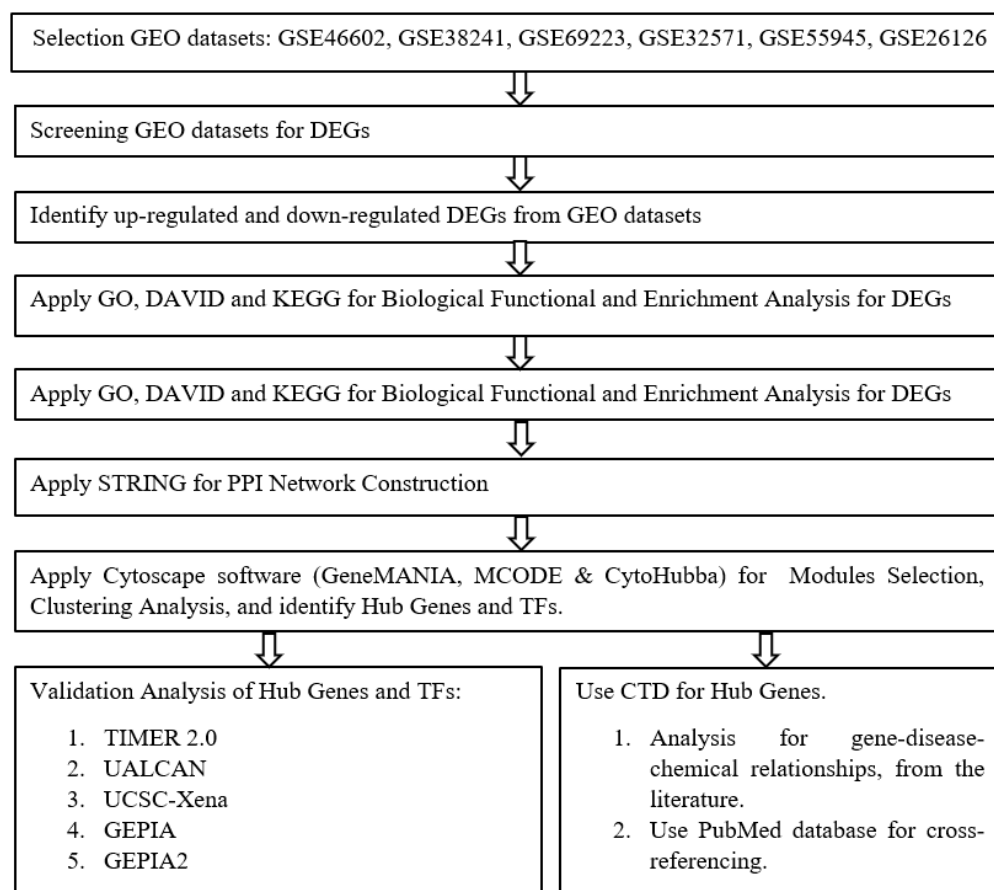 Selection GEO datasets: GSE46602, GSE38241, GSE69223, GSE32571, GSE55945, GSE26126
Screening GEO datasets for DEGs
Identify up-regulated and down-regulated DEGs from GEO datasets
Apply GO, DAVID and KEGG for Biological Functional and Enrichment Analysis for DEGs
Apply GO, DAVID and KEGG for Biological Functional and Enrichment Analysis for DEGs
Apply STRING for PPI Network Construction
Apply Cytoscape software (GeneMANIA, MCODE & CytoHubba) for Modules Selection,
Clustering Analysis, and identify Hub Genes and TFs.
Validation Analysis of Hub Genes and TFs:
1. TIMER 2.0
2. UALCAN
3. UCSC-Xena
4. GEPIA
5. GEPIA2
Use CTD for Hub Genes.
1. Analysis for gene-disease-
chemical relationships, from the
literature.
2. Use PubMed database for cross-
referencing.